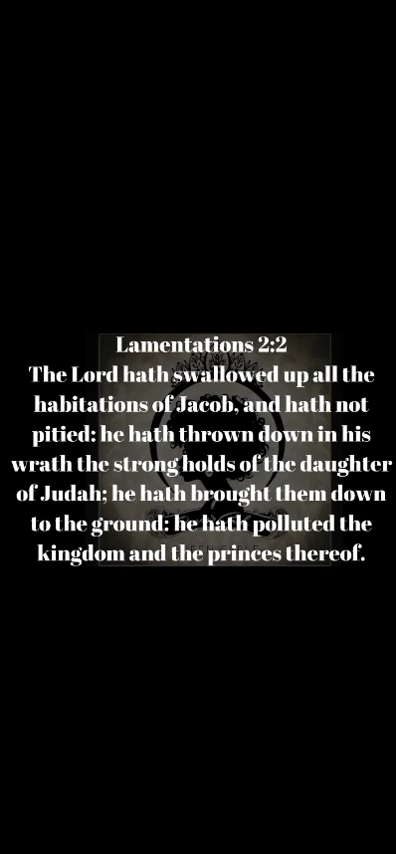 Lamentations 2:2
The Lord hath swallowed up all the
habitations of Jacob, and hath not
pitied: he hath thrown down in his
wrath the strong holds of the daughter
of Judah; he hath brought them down
to the ground: he hath polluted the
kingdom and the princes thereof.